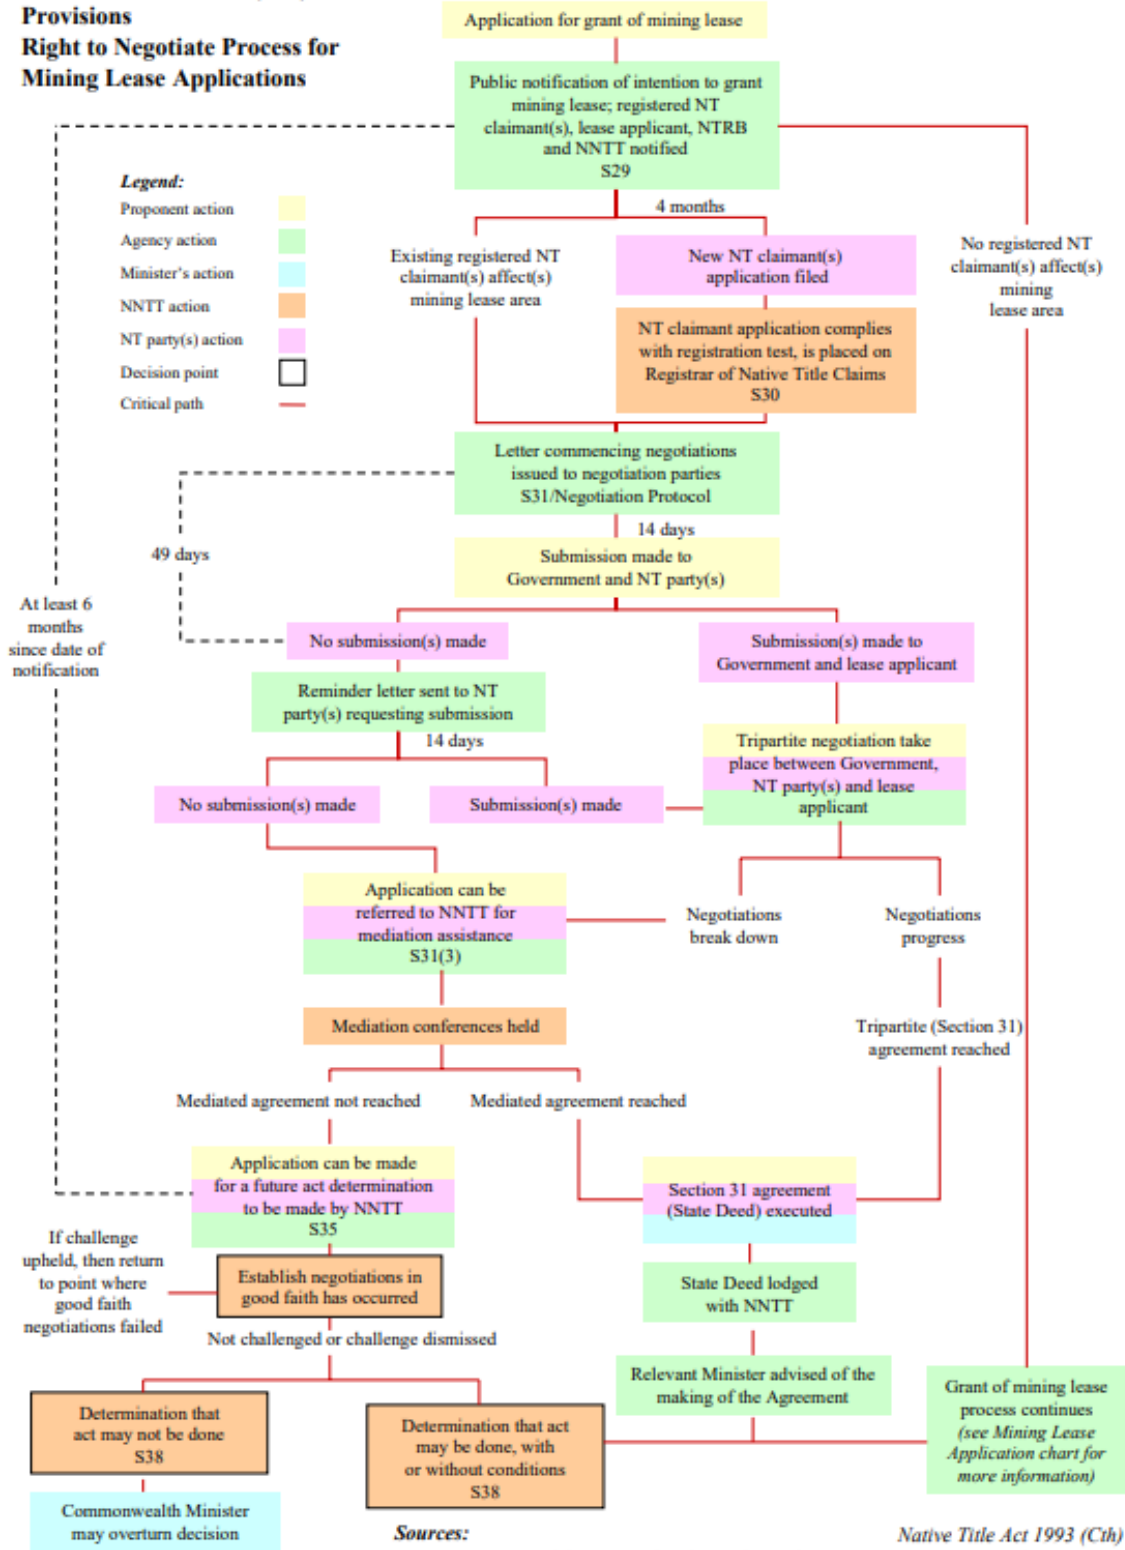 Provisions
Right to Negotiate Process for
Mining Lease Applications
Application for grant of mining lease
Public notification of intention to grant
mining lease; registered NT
claimant(s), lease applicant, NTRB
and NNTT notified
S29
Legend:
Proponent action
Agency action
Minister's action
NNTT action
NT party(s) action
Decision point
Critical path
4 months
Existing registered NT
claimant(s) affect(s)
mining lease area
New NT claimant(s)
application filed
No registered NT
claimant(s) affect(s)
mining
lease area
NT claimant application complies
with registration test, is placed on
Registrar of Native Title Claims
S30
Letter commencing negotiations
issued to negotiation parties
S31/Negotiation Protocol
14 days
49 days
Submission made to
Government and NT party(s)
At least 6
months
since date of
notification
No submission(s) made
Submission(s) made to
Government and lease applicant
Reminder letter sent to NT
party(s) requesting submission
14 days
Tripartite negotiation take
place between Government,
NT party(s) and lease
applicant
No submission(s) made
Submission(s) made
Application can be
referred to NNTT for
mediation assistance
S31(3)
Negotiations
break down
Negotiations
progress
Mediation conferences held
Tripartite (Section 31)
agreement reached
Mediated agreement not reached
Mediated agreement reached
Application can be made
for a future act determination
to be made by NNTT
S35
Section 31 agreement
(State Deed) executed
If challenge
upheld, then return
to point where
good faith
negotiations failed
Establish negotiations in
good faith has occurred
State Deed lodged
with NNTT
Not challenged or challenge dismissed
Relevant Minister advised of the
making of the Agreement
Grant of mining lease
process continues
(see Mining Lease
Application chart for
more information)
Determination that
act may not be done
S38
Determination that act
may be done, with
or without conditions
S38
Commonwealth Minister
may overturn decision
Sources:
Native Title Act 1993 (Cth)